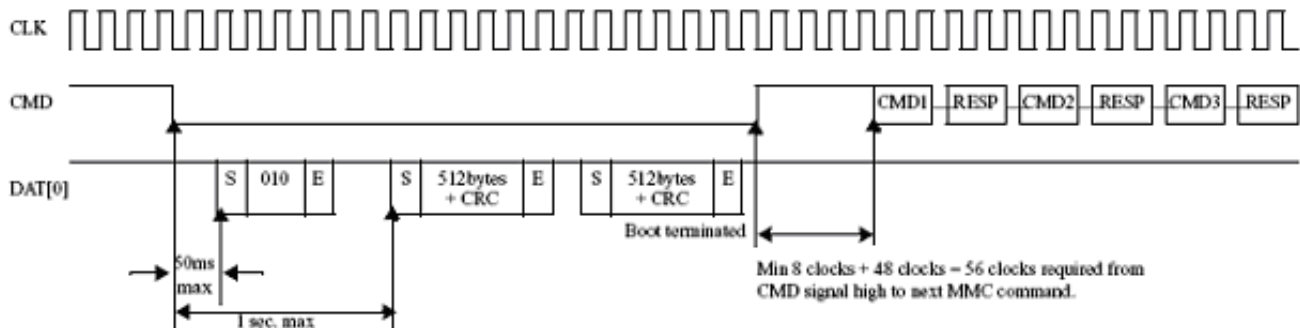 CLK
CMD
CMD1 RESP CMD2 RESP CMD3 RESP
DAT[0]
S 010 E S 512bytes + CRC E S 512bytes + CRC E
Boot terminated
50ms max
1 sec. max
Min 8 clocks + 48 clocks = 56 clocks required from
CMD signal high to next MMC command.